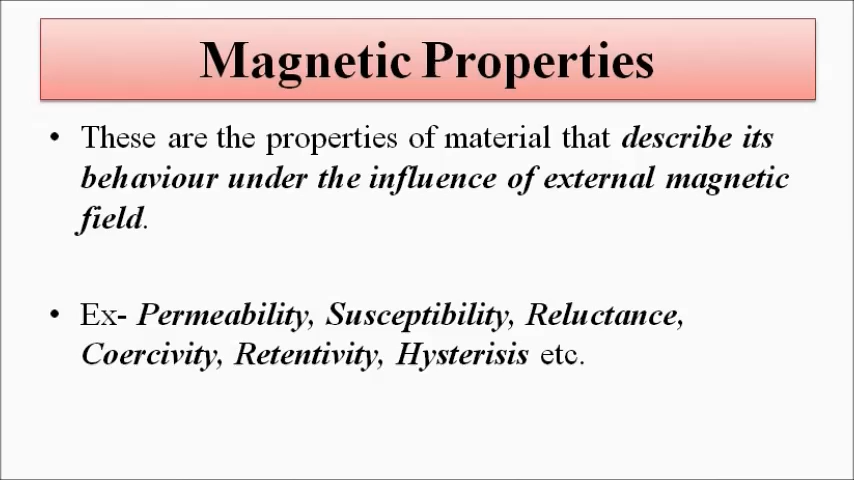 Magnetic Properties
• These are the properties of material that describe its
behaviour under the influence of external magnetic
field.
• Ex- Permeability, Susceptibility, Reluctance,
Coercivity, Retentivity, Hysterisis etc.